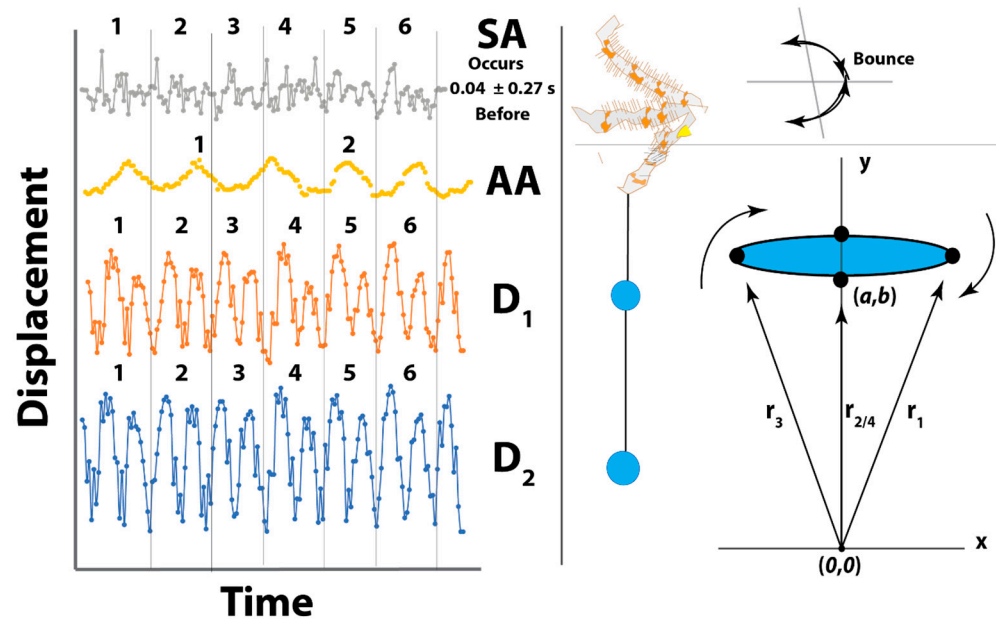 1 2 3 4 5 6
SA
Occurs
0.04 ± 0.27 s
Before
1 2
AA
1 2 3 4 5 6
D1
1 2 3 4 5 6
D2
Displacement
Time
Bounce
y
(a,b)
r3
r2/4
r1
x
(0,0)